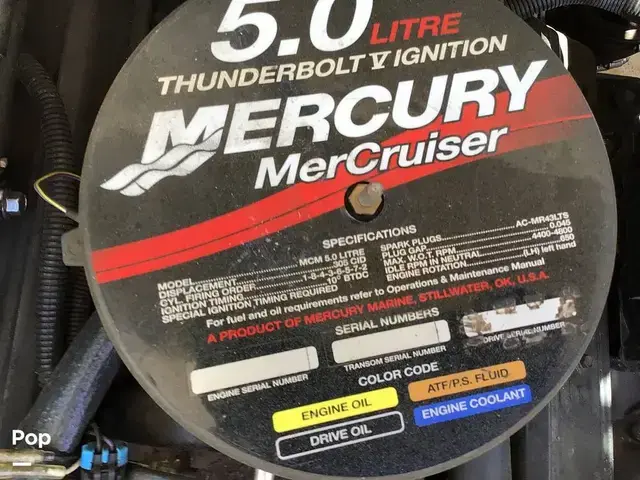 5.0 LITRE
THUNDERBOLT V IGNITION
MERCURY
MerCruiser
SPECIFICATIONS
MODEL..........MCM 5.0 LITRE
DISPLACEMENT..........305 CID
CYL. FIRING ORDER..........1-8-4-3-6-5-7-2
IGNITION TIMING..........10° BTDC
SPECIAL IGNITION TIMING REQUIRED
SPARK PLUGS..........AC-MR43LTS
PLUG GAP..........0.045
MAX. W.O.T. RPM..........4400-4800
IDLE RPM IN NEUTRAL..........650
ENGINE ROTATION..........(LH) left hand
For fuel and oil requirements refer to Operations & Maintenance Manual
A PRODUCT OF MERCURY MARINE, STILLWATER, OK, U.S.A.
SERIAL NUMBERS
ENGINE SERIAL NUMBER
TRANSOM SERIAL NUMBER
DRIVE SERIAL NUMBER
COLOR CODE
ENGINE OIL
ATF/P.S. FLUID
DRIVE OIL
ENGINE COOLANT
Pop